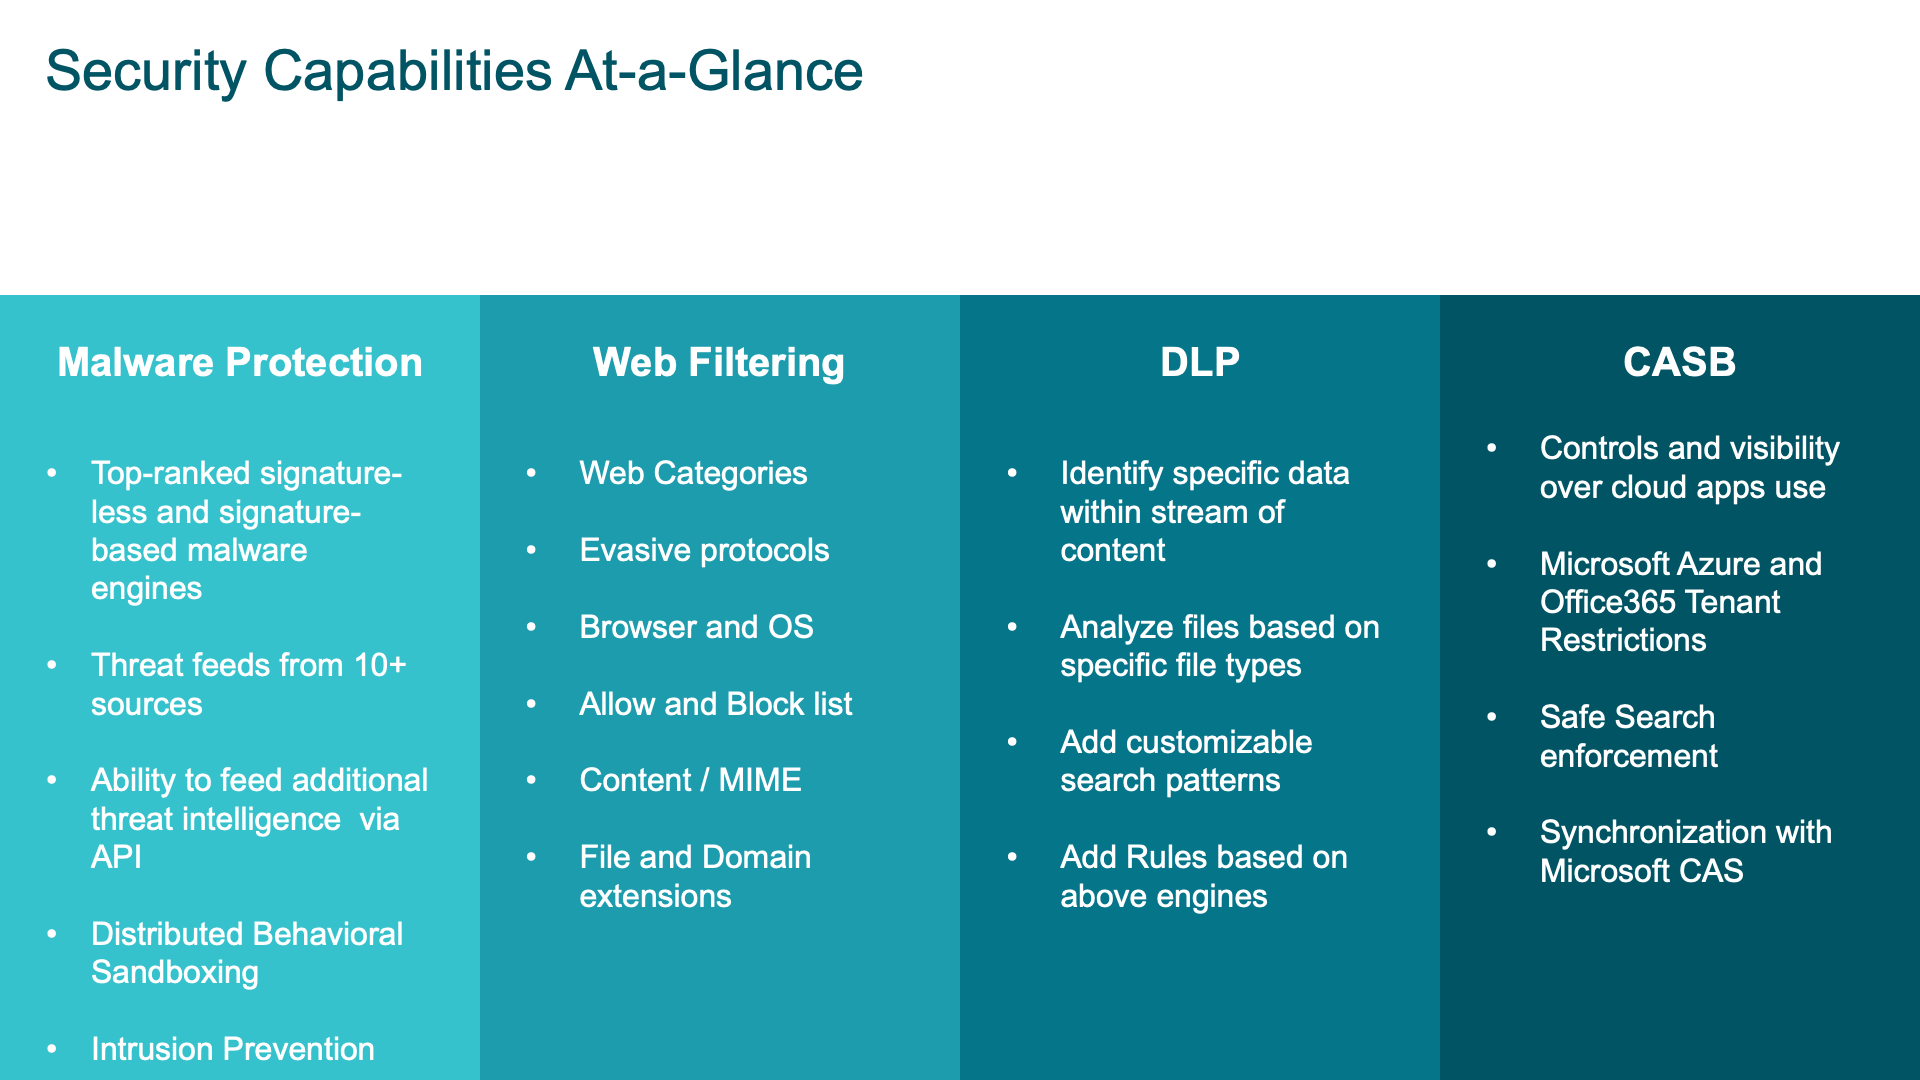 Security Capabilities At-a-Glance
Malware Protection
• Top-ranked signature-
less and signature-
based malware
engines
• Threat feeds from 10+
sources
• Ability to feed additional
threat intelligence  via
API
• Distributed Behavioral
Sandboxing
• Intrusion Prevention
Web Filtering
• Web Categories
• Evasive protocols
• Browser and OS
• Allow and Block list
• Content / MIME
• File and Domain
extensions
DLP
• Identify specific data
within stream of
content
• Analyze files based on
specific file types
• Add customizable
search patterns
• Add Rules based on
above engines
CASB
• Controls and visibility
over cloud apps use
• Microsoft Azure and
Office365 Tenant
Restrictions
• Safe Search
enforcement
• Synchronization with
Microsoft CAS